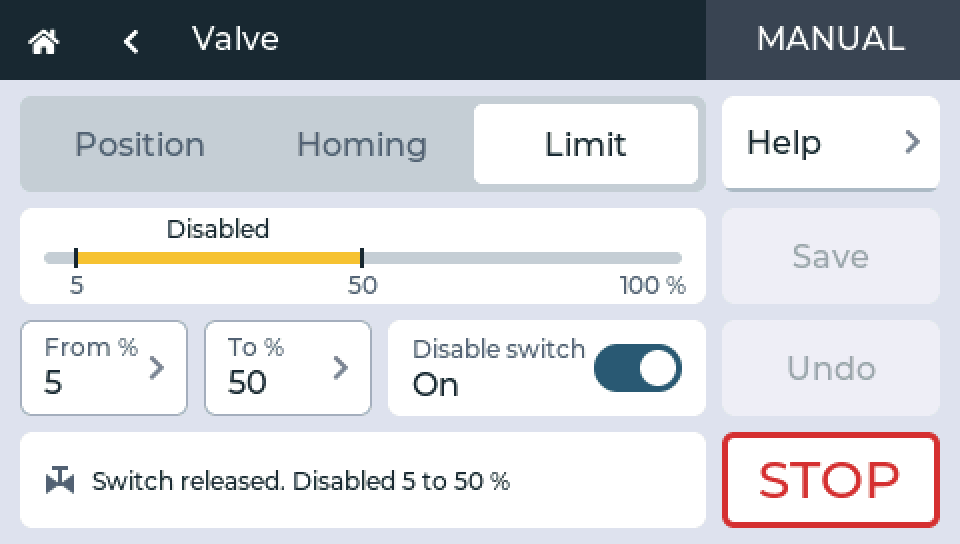 Valve
MANUAL
Position
Homing
Limit
Help
Disabled
5
50
100 %
Save
From %
5
To %
50
Disable switch
On
Undo
Switch released. Disabled 5 to 50 %
STOP